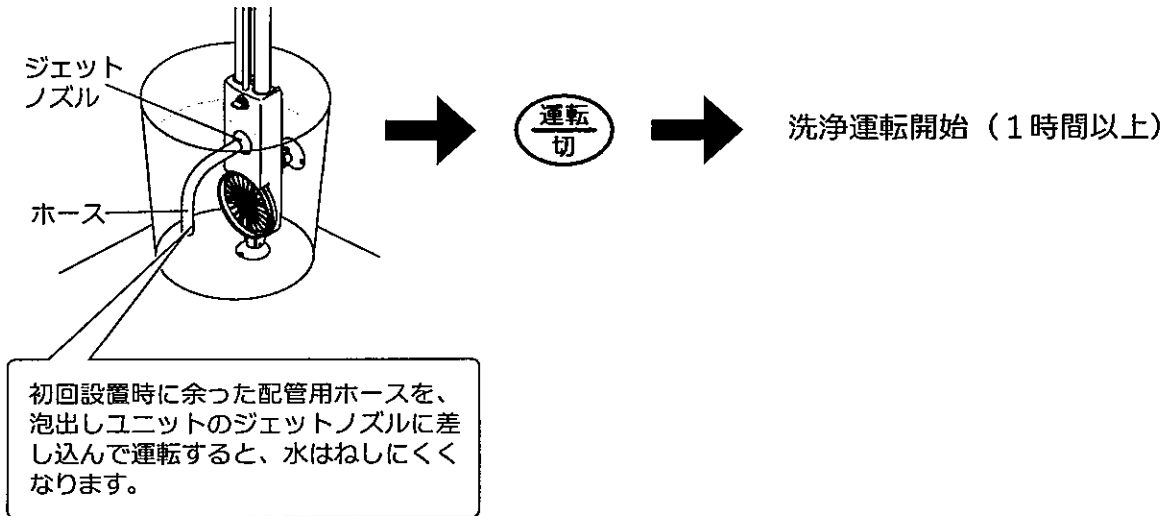 ジェット
ノズル
ホース
運転
切
洗浄運転開始（1時間以上）
初回設置時に余った配管用ホースを、
泡出しユニットのジェットノズルに差
し込んで運転すると、水はねしにくく
なります。